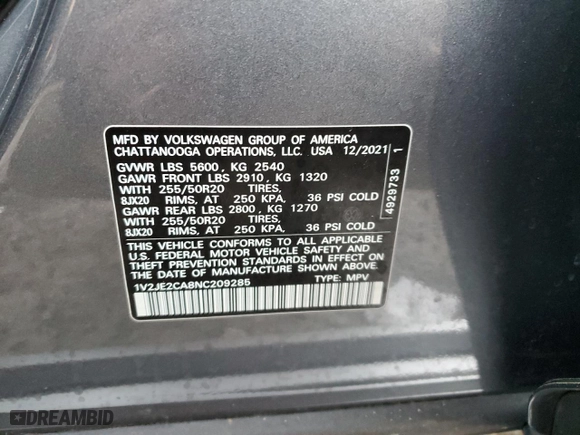 MFD BY VOLKSWAGEN GROUP OF AMERICA
CHATTANOOGA OPERATIONS, LLC. USA 12/2021
GVWR LBS 5600, KG 2540
GAWR FRONT LBS 2910, KG 1320
WITH 255/50R20 TIRES,
8JX20 RIMS, AT 250 KPA, 36 PSI COLD
GAWR REAR LBS 2800, KG 1270
WITH 255/50R20 TIRES,
8JX20 RIMS, AT 250 KPA, 36 PSI COLD
THIS VEHICLE CONFORMS TO ALL APPLICABLE
U.S. FEDERAL MOTOR VEHICLE SAFETY AND
THEFT PREVENTION STANDARDS IN EFFECT ON
THE DATE OF MANUFACTURE SHOWN ABOVE.
1V2JE2CA8NC209285 TYPE: MPV
4929733 1
DREAMBID